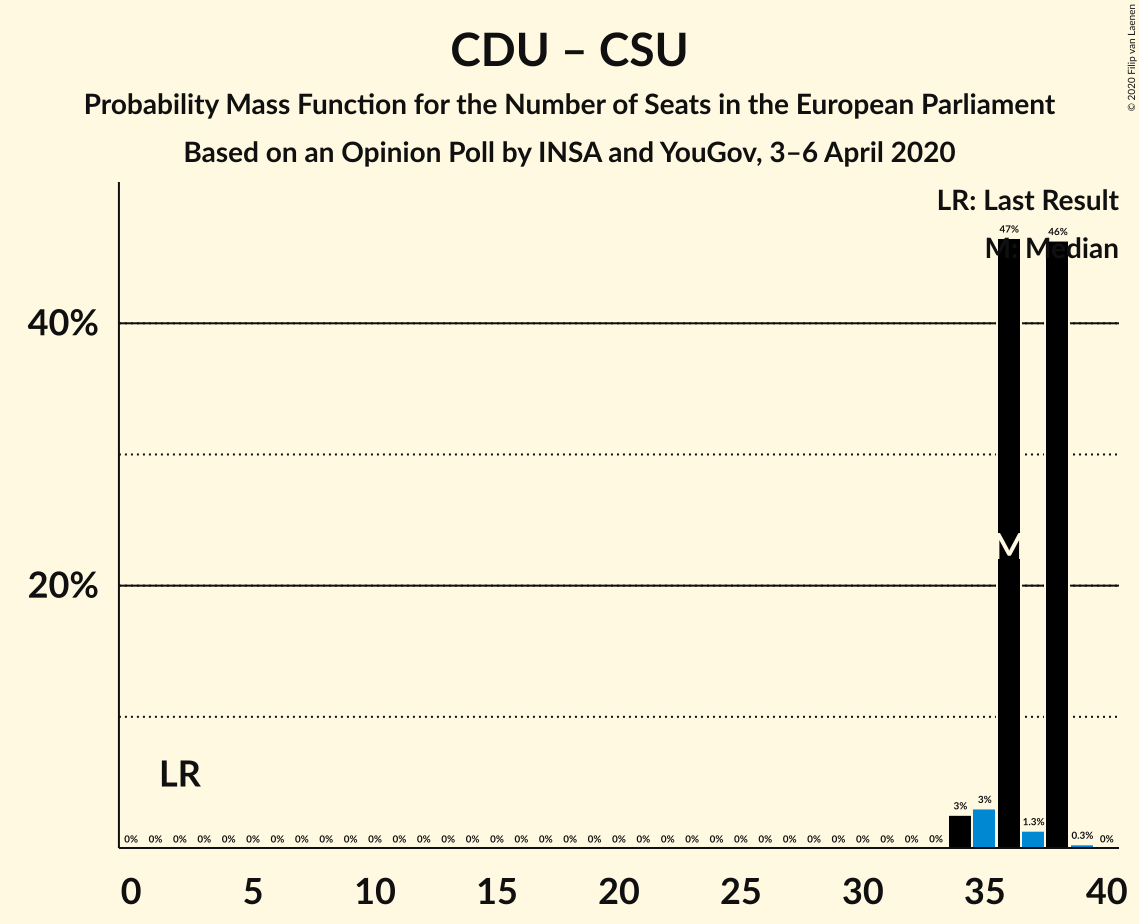 © 2020 Filip van Laenen
CDU – CSU
Probability Mass Function for the Number of Seats in the European Parliament
Based on an Opinion Poll by INSA and YouGov, 3–6 April 2020
LR: Last Result
M: Median
47% 46%
40%
M
20%
LR
0% 0% 0% 0% 0% 0% 0% 0% 0% 0% 0% 0% 0% 0% 0% 0% 0% 0% 0% 0% 0% 0% 0% 0% 0% 0% 0% 0% 0% 0% 0% 0% 0% 0% 3% 3% 1.3% 0.3% 0%
0 5 10 15 20 25 30 35 40